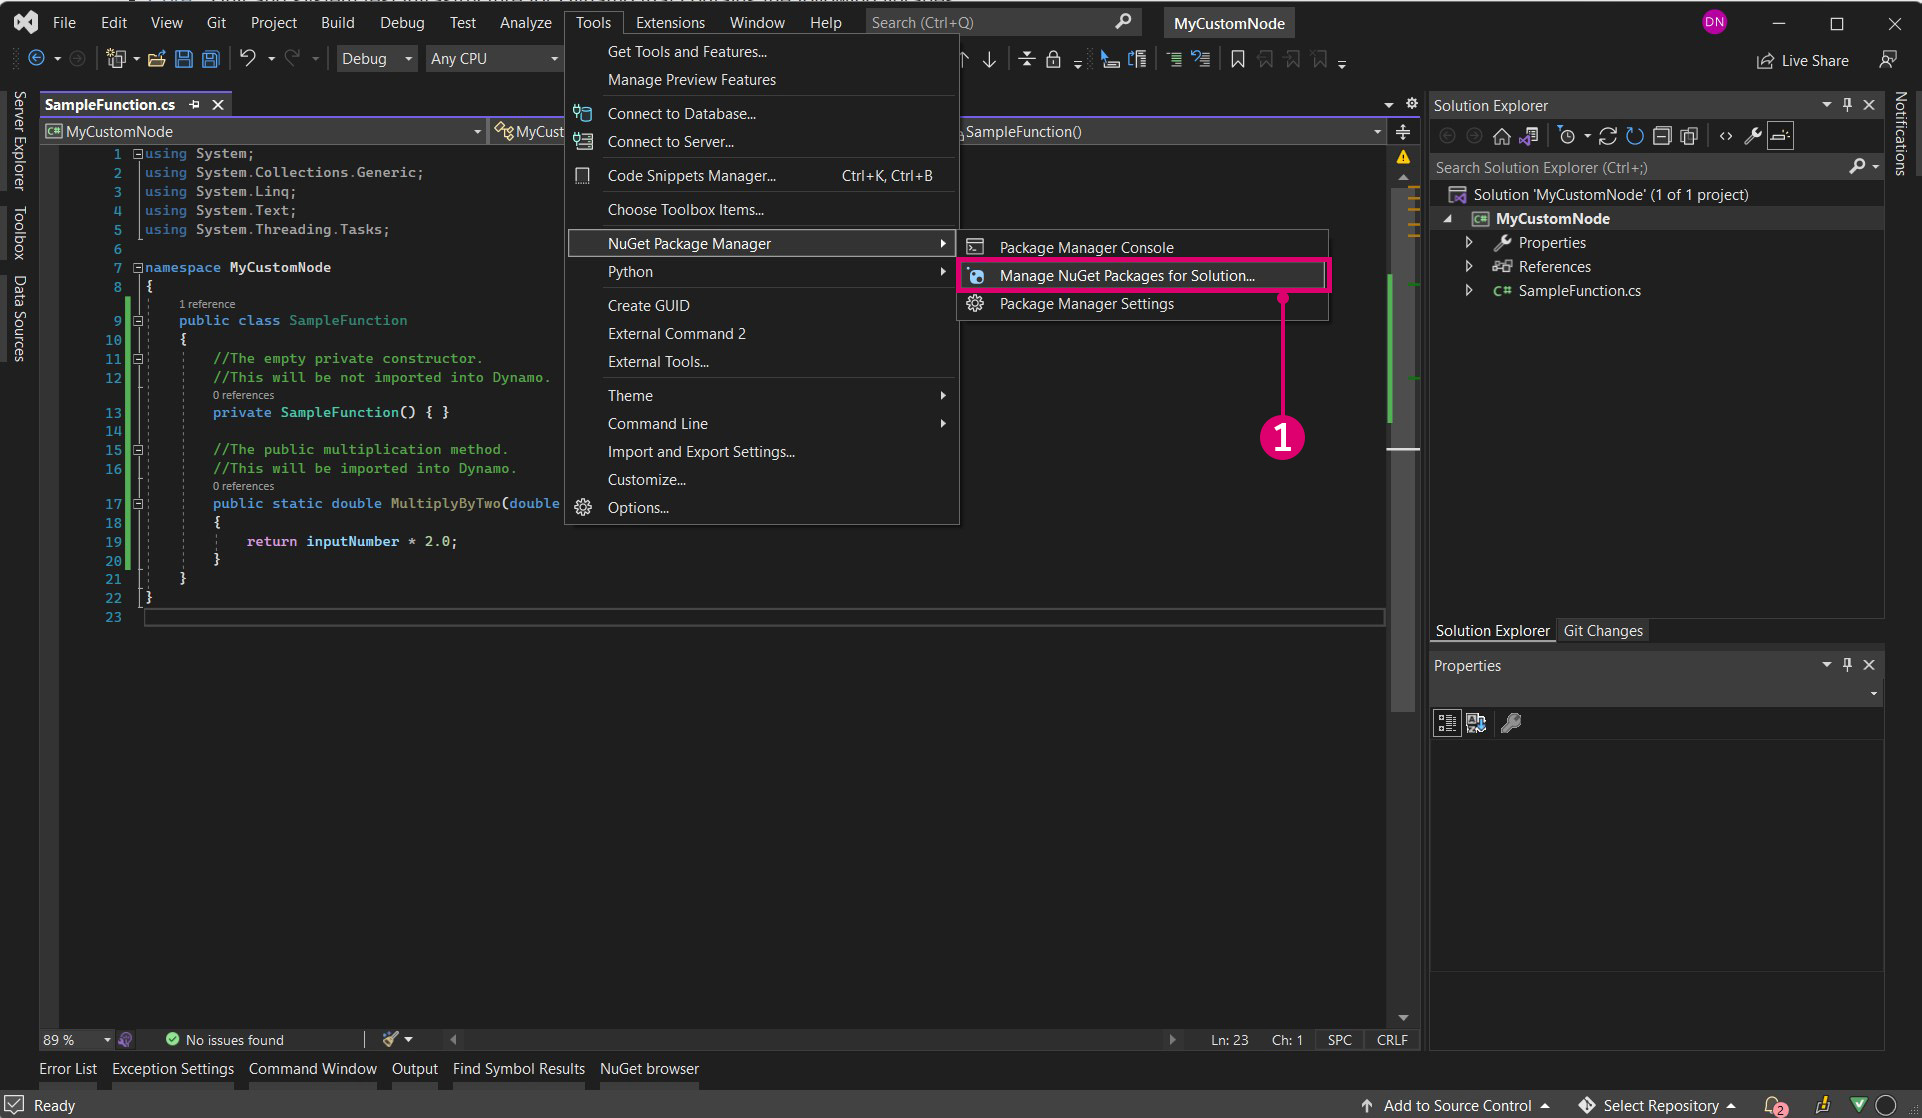 File Edit View Git Project Build Debug Test Analyze Tools Extensions Window Help Search (Ctrl+Q) MyCustomNode DN
Debug Any CPU Live Share
Server Explorer
Toolbox
Data Sources
SampleFunction.cs
C# MyCustomNode MyCust SampleFunction()
1 using System;
2 using System.Collections.Generic;
3 using System.Linq;
4 using System.Text;
5 using System.Threading.Tasks;
6
7 namespace MyCustomNode
8 {
1 reference
9 public class SampleFunction
10 {
11 //The empty private constructor.
12 //This will be not imported into Dynamo.
0 references
13 private SampleFunction() { }
14
15 //The public multiplication method.
16 //This will be imported into Dynamo.
0 references
17 public static double MultiplyByTwo(double
18 {
19 return inputNumber * 2.0;
20 }
21 }
22 }
23
Get Tools and Features...
Manage Preview Features
Connect to Database...
Connect to Server...
Code Snippets Manager... Ctrl+K, Ctrl+B
Choose Toolbox Items...
NuGet Package Manager
Python
Create GUID
External Command 2
External Tools...
Theme
Command Line
Import and Export Settings...
Customize...
Options...
Package Manager Console
Manage NuGet Packages for Solution...
Package Manager Settings
1
Solution Explorer
Search Solution Explorer (Ctrl+;)
Solution 'MyCustomNode' (1 of 1 project)
C# MyCustomNode
Properties
References
C# SampleFunction.cs
Solution Explorer Git Changes
Properties
Notifications
89 % No issues found Ln: 23 Ch: 1 SPC CRLF
Error List Exception Settings Command Window Output Find Symbol Results NuGet browser
Ready Add to Source Control Select Repository 2